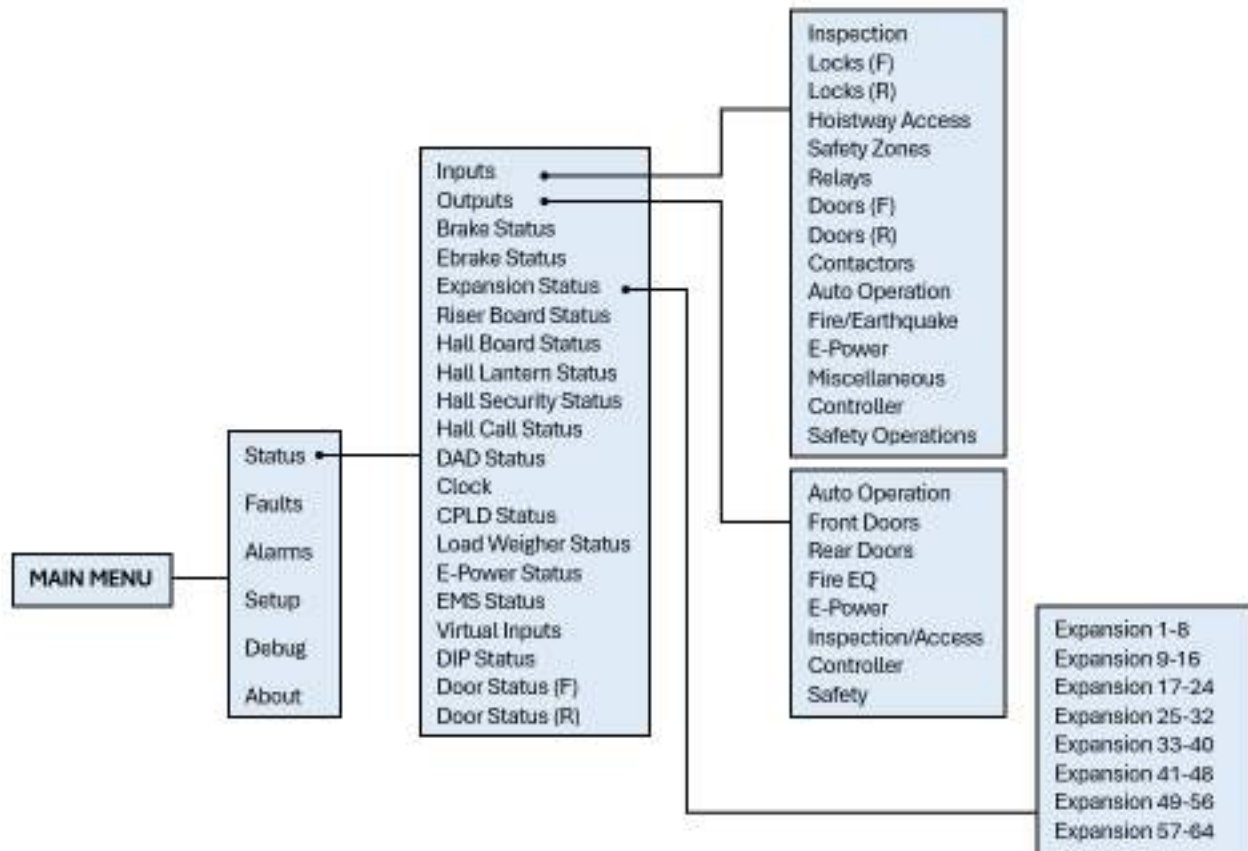 MAIN MENU
Status
Faults
Alarms
Setup
Debug
About
Inputs
Outputs
Brake Status
Ebrake Status
Expansion Status
Riser Board Status
Hall Board Status
Hall Lantern Status
Hall Security Status
Hall Call Status
DAD Status
Clock
CPLD Status
Load Weigher Status
E-Power Status
EMS Status
Virtual Inputs
DIP Status
Door Status (F)
Door Status (R)
Inspection
Locks (F)
Locks (R)
Hoistway Access
Safety Zones
Relays
Doors (F)
Doors (R)
Contactors
Auto Operation
Fire/Earthquake
E-Power
Miscellaneous
Controller
Safety Operations
Auto Operation
Front Doors
Rear Doors
Fire EQ
E-Power
Inspection/Access
Controller
Safety
Expansion 1-8
Expansion 9-16
Expansion 17-24
Expansion 25-32
Expansion 33-40
Expansion 41-48
Expansion 49-56
Expansion 57-64